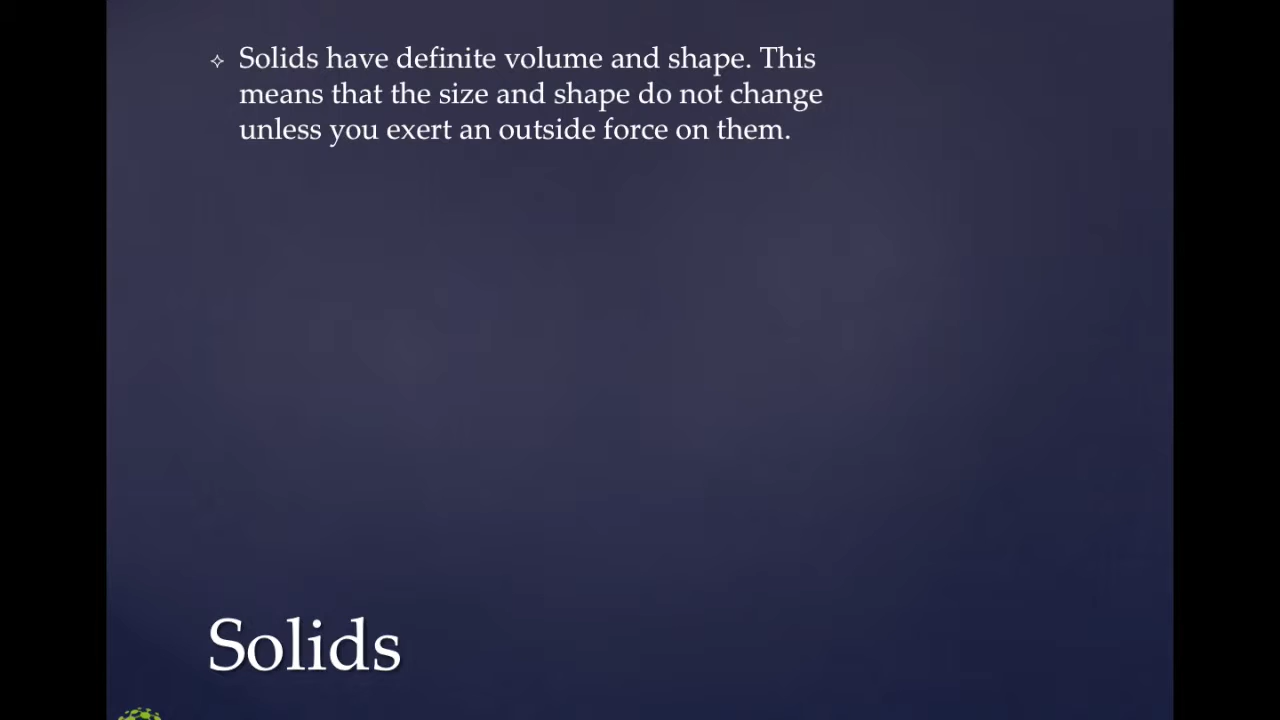 Solids have definite volume and shape. This
means that the size and shape do not change
unless you exert an outside force on them.
Solids